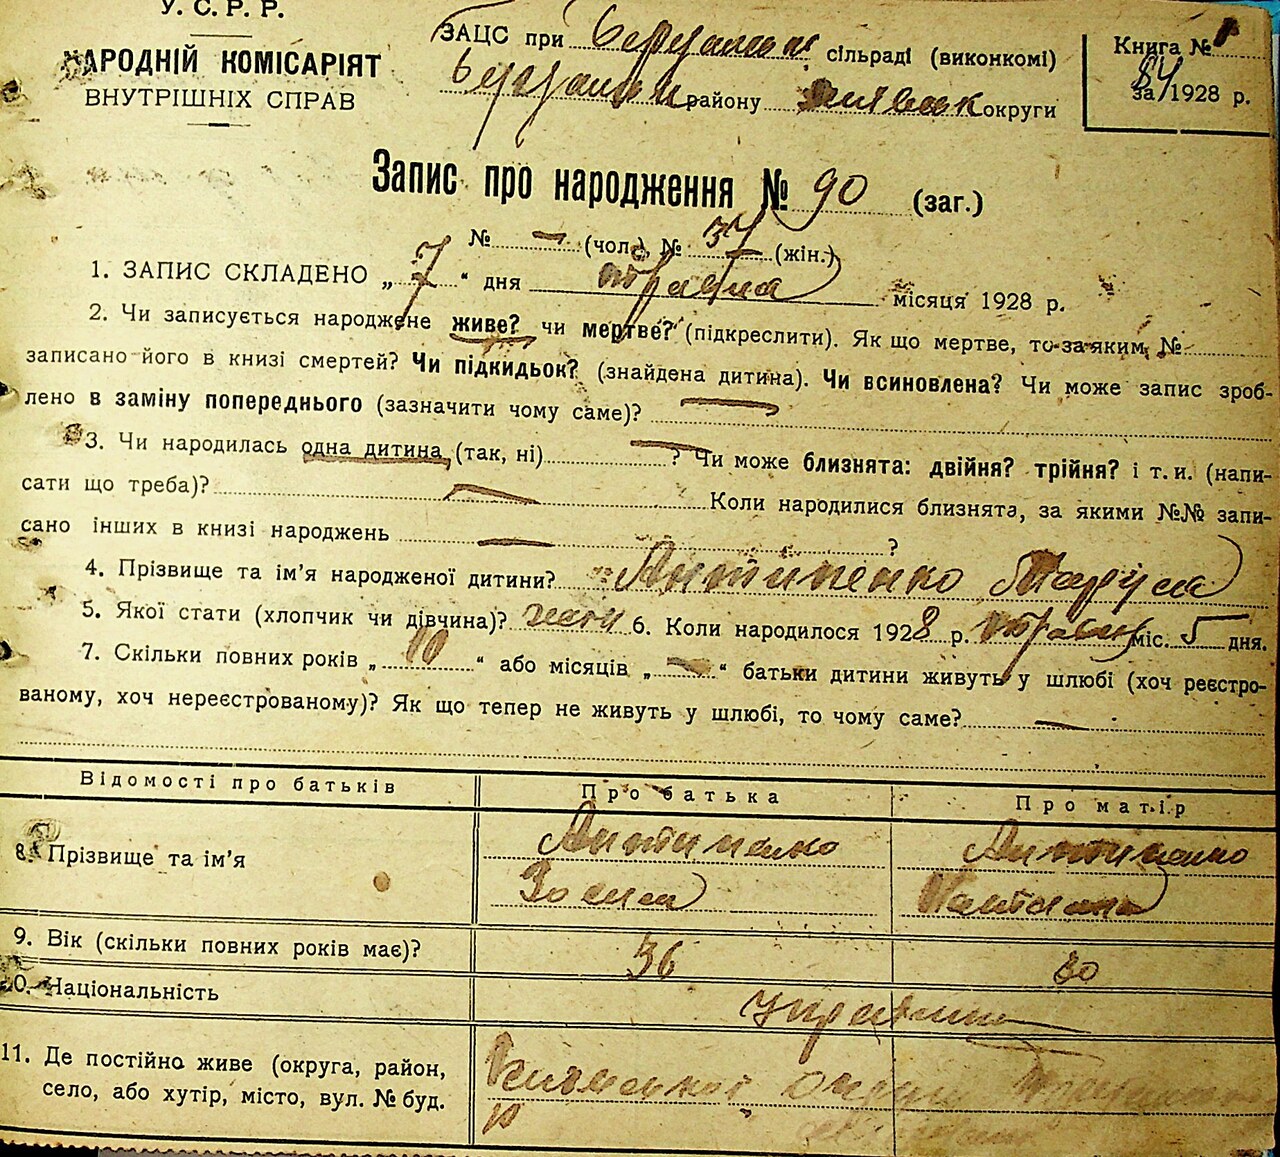 У. С. Р. Р.
НАРОДНІЙ КОМІСАРІЯТ
ВНУТРІШНІХ СПРАВ
ЗАЦС при сільраді (виконкомі)
району округи
Книга №
за 1928 р.
Запис про народження № 90 (заг.)
№ — (чол.) № 37 (жін.)
1. ЗАПИС СКЛАДЕНО „ 7 “ дня травня місяця 1928 р.
2. Чи записується народжене живе? чи мертве? (підкреслити). Як що мертве, то за яким №
записано його в книзі смертей? Чи підкидьок? (знайдена дитина). Чи всиновлена? Чи може запис зроб-
лено в заміну попереднього (зазначити чому саме)? —
3. Чи народилась одна дитина (так, ні) — ? Чи може близнята: двійня? трійня? і т. и. (напи-
сати що треба)? — Коли народилися близнята, за якими №№ запи-
сано інших в книзі народжень — ?
4. Прізвище та ім’я народженої дитини? Антипенко Маруся
5. Якої стати (хлопчик чи дівчина)? 6. Коли народилося 1928 р. травня міс. 5 дня.
7. Скільки повних років „ 10 “ або місяців „ — “ батьки дитини живуть у шлюбі (хоч реєстро-
ваному, хоч нереєстрованому)? Як що тепер не живуть у шлюбі, то чому саме? —
Відомості про батьків Про батька Про матір
8. Прізвище та ім’я Антипенко Антипенко
Зосим
9. Вік (скільки повних років має)? 36 30
10. Національність
11. Де постійно живе (округа, район,
село, або хутір, місто, вул. № буд.